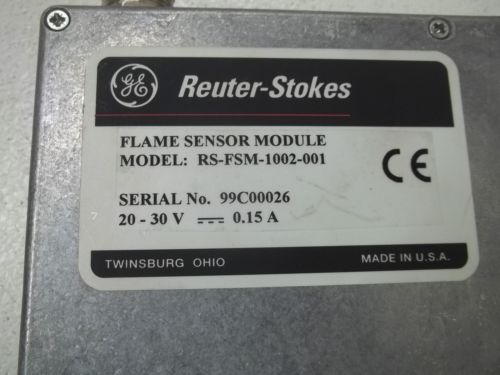 GE Reuter-Stokes
FLAME SENSOR MODULE
MODEL: RS-FSM-1002-001
CE
SERIAL No. 99C00026
20 - 30 V ⎓ 0.15 A
TWINSBURG OHIO MADE IN U.S.A.